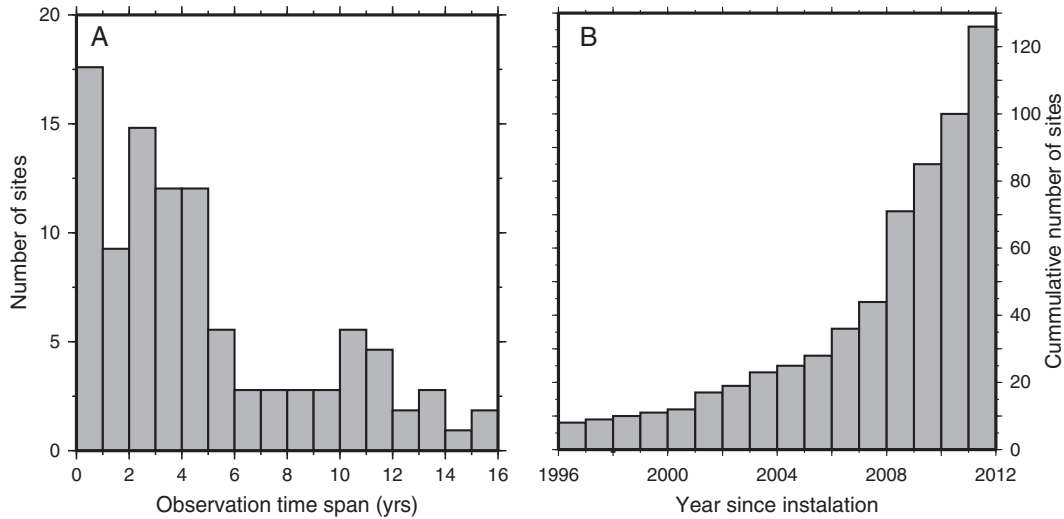 A
Number of sites
20
15
10
5
0
0 2 4 6 8 10 12 14 16
Observation time span (yrs)
B
Cummulative number of sites
120
100
80
60
40
20
0
1996 2000 2004 2008 2012
Year since instalation